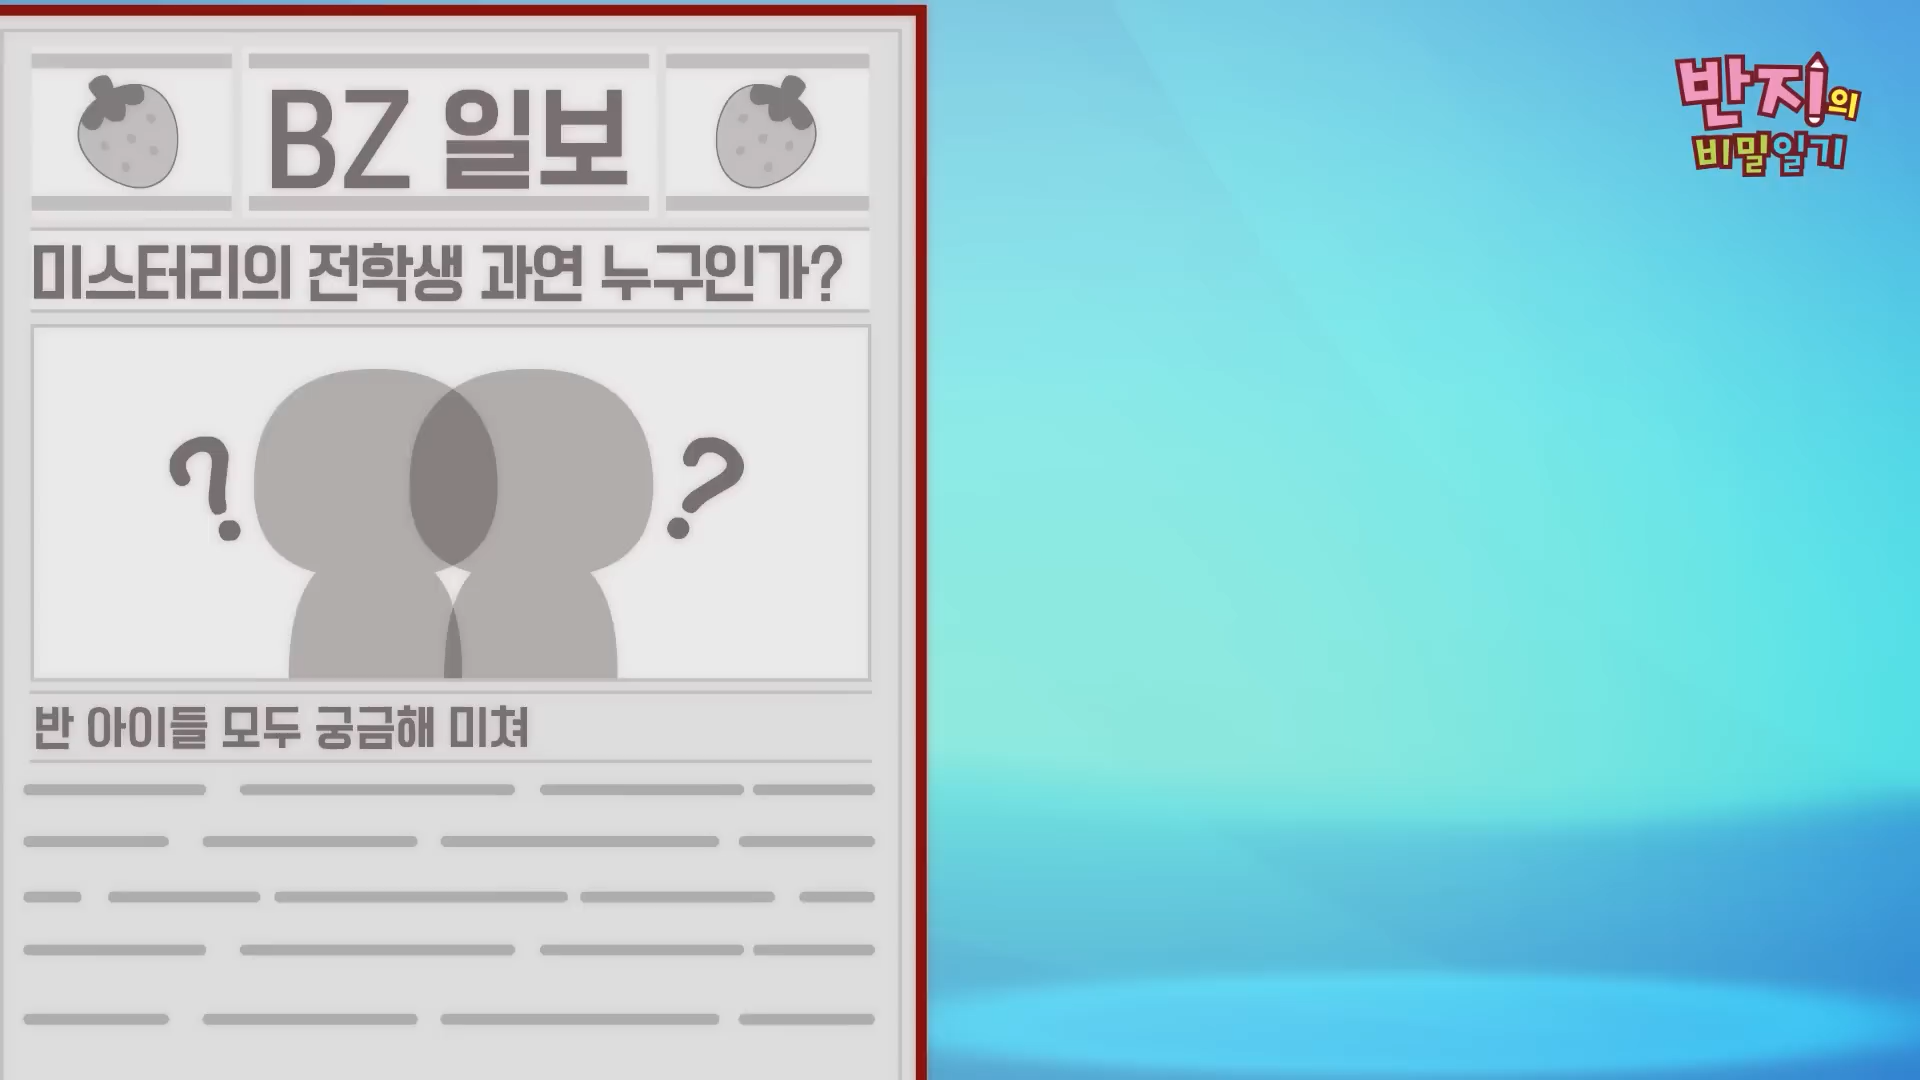 BZ 일보
미스터리의 전학생 과연 누구인가?
? ?
반 아이들 모두 궁금해 미쳐
반지의
비밀일기